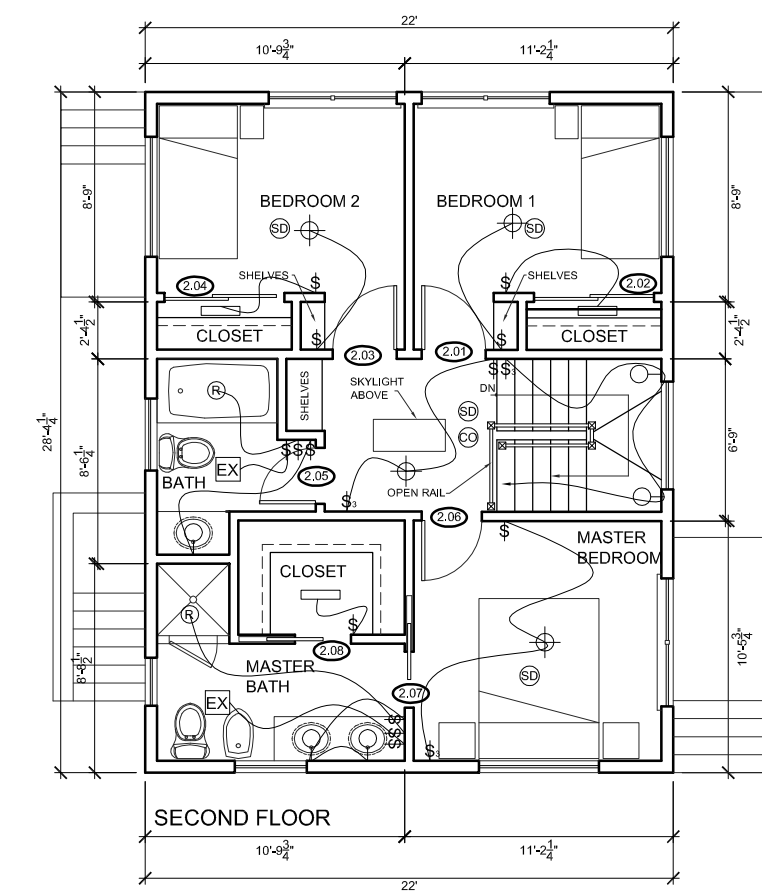 22'
10'-9 3/4"
11'-2 1/4"
8'-9"
8'-9"
BEDROOM 2
BEDROOM 1
SD
SD
2.04
SHELVES
$
$
SHELVES
2.02
2'-4 1/2"
2'-4 1/2"
CLOSET
$
$
CLOSET
2.03
2.01
28'-4 1/4"
SHELVES
SKYLIGHT
ABOVE
$ $3
DN
R
SD
CO
6'-9"
8'-6 1/4"
$ $ $
EX
BATH
2.05
OPEN RAIL
$3
2.06
$
MASTER
BEDROOM
CLOSET
R
$
2.08
SD
10'-5 3/4"
8'-8 1/2"
MASTER
BATH
2.07
EX
$
$
$
$3
SECOND FLOOR
10'-9 3/4"
11'-2 1/4"
22'